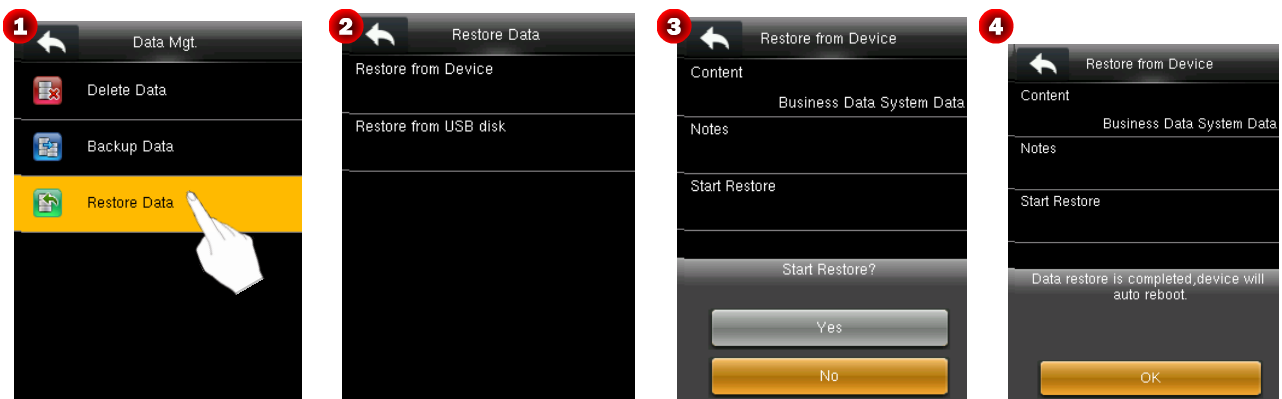 1
Data Mgt.
Delete Data
Backup Data
Restore Data
2
Restore Data
Restore from Device
Restore from USB disk
3
Restore from Device
Content
Business Data System Data
Notes
Start Restore
Start Restore?
Yes
No
4
Restore from Device
Content
Business Data System Data
Notes
Start Restore
Data restore is completed,device will
auto reboot.
OK